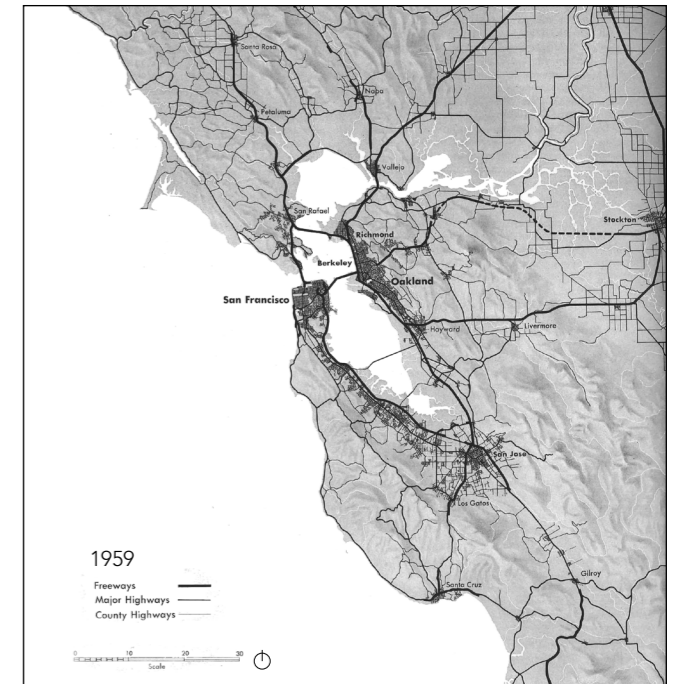 Santa Rosa
Napa
Petaluma
Vallejo
San Rafael
Stockton
Richmond
Berkeley
Oakland
San Francisco
Hayward
Livermore
San Jose
Los Gatos
1959
Gilroy
Freeways
Santa Cruz
Major Highways
County Highways
0 10 20 30
Scale